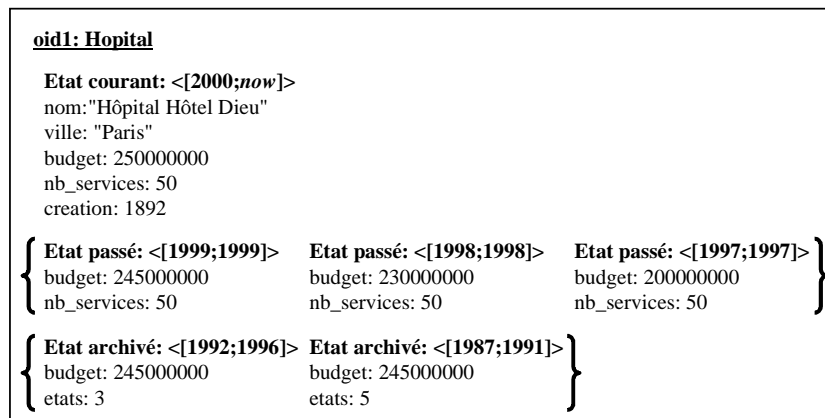 oid1: Hopital
Etat courant: <[2000;now]>
nom:"Hôpital Hôtel Dieu"
ville: "Paris"
budget: 250000000
nb_services: 50
creation: 1892
Etat passé: <[1999;1999]> Etat passé: <[1998;1998]> Etat passé: <[1997;1997]>
budget: 245000000 budget: 230000000 budget: 200000000
nb_services: 50 nb_services: 50 nb_services: 50
Etat archivé: <[1992;1996]> Etat archivé: <[1987;1991]>
budget: 245000000 budget: 245000000
etats: 3 etats: 5